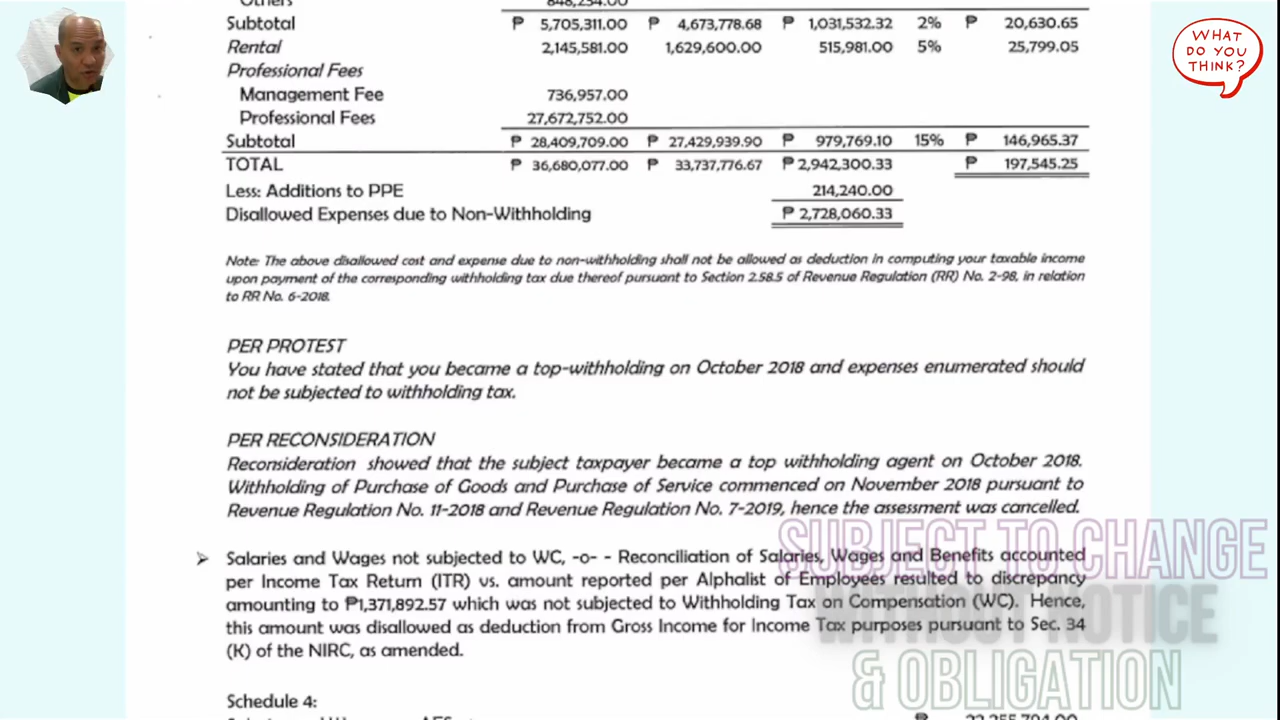 WHAT
DO YOU
THINK?
Others 848,254.00
Subtotal ₱ 5,705,311.00 ₱ 4,673,778.68 ₱ 1,031,532.32 2% ₱ 20,630.65
Rental 2,145,581.00 1,629,600.00 515,981.00 5% 25,799.05
Professional Fees
Management Fee 736,957.00
Professional Fees 27,672,752.00
Subtotal ₱ 28,409,709.00 ₱ 27,429,939.90 ₱ 979,769.10 15% ₱ 146,965.37
TOTAL ₱ 36,680,077.00 ₱ 33,737,776.67 ₱ 2,942,300.33 ₱ 197,545.25
Less: Additions to PPE 214,240.00
Disallowed Expenses due to Non-Withholding ₱ 2,728,060.33
Note: The above disallowed cost and expense due to non-withholding shall not be allowed as deduction in computing your taxable income
upon payment of the corresponding withholding tax due thereof pursuant to Section 2.58.5 of Revenue Regulation (RR) No. 2-98, in relation
to RR No. 6-2018.
PER PROTEST
You have stated that you became a top-withholding on October 2018 and expenses enumerated should
not be subjected to withholding tax.
PER RECONSIDERATION
Reconsideration showed that the subject taxpayer became a top withholding agent on October 2018.
Withholding of Purchase of Goods and Purchase of Service commenced on November 2018 pursuant to
Revenue Regulation No. 11-2018 and Revenue Regulation No. 7-2019, hence the assessment was cancelled.
➢ Salaries and Wages not subjected to WC, -o- - Reconciliation of Salaries, Wages and Benefits accounted
per Income Tax Return (ITR) vs. amount reported per Alphalist of Employees resulted to discrepancy
amounting to ₱1,371,892.57 which was not subjected to Withholding Tax on Compensation (WC). Hence,
this amount was disallowed as deduction from Gross Income for Income Tax purposes pursuant to Sec. 34
(K) of the NIRC, as amended.
SUBJECT TO CHANGE
WITHOUT NOTICE
& OBLIGATION
Schedule 4: